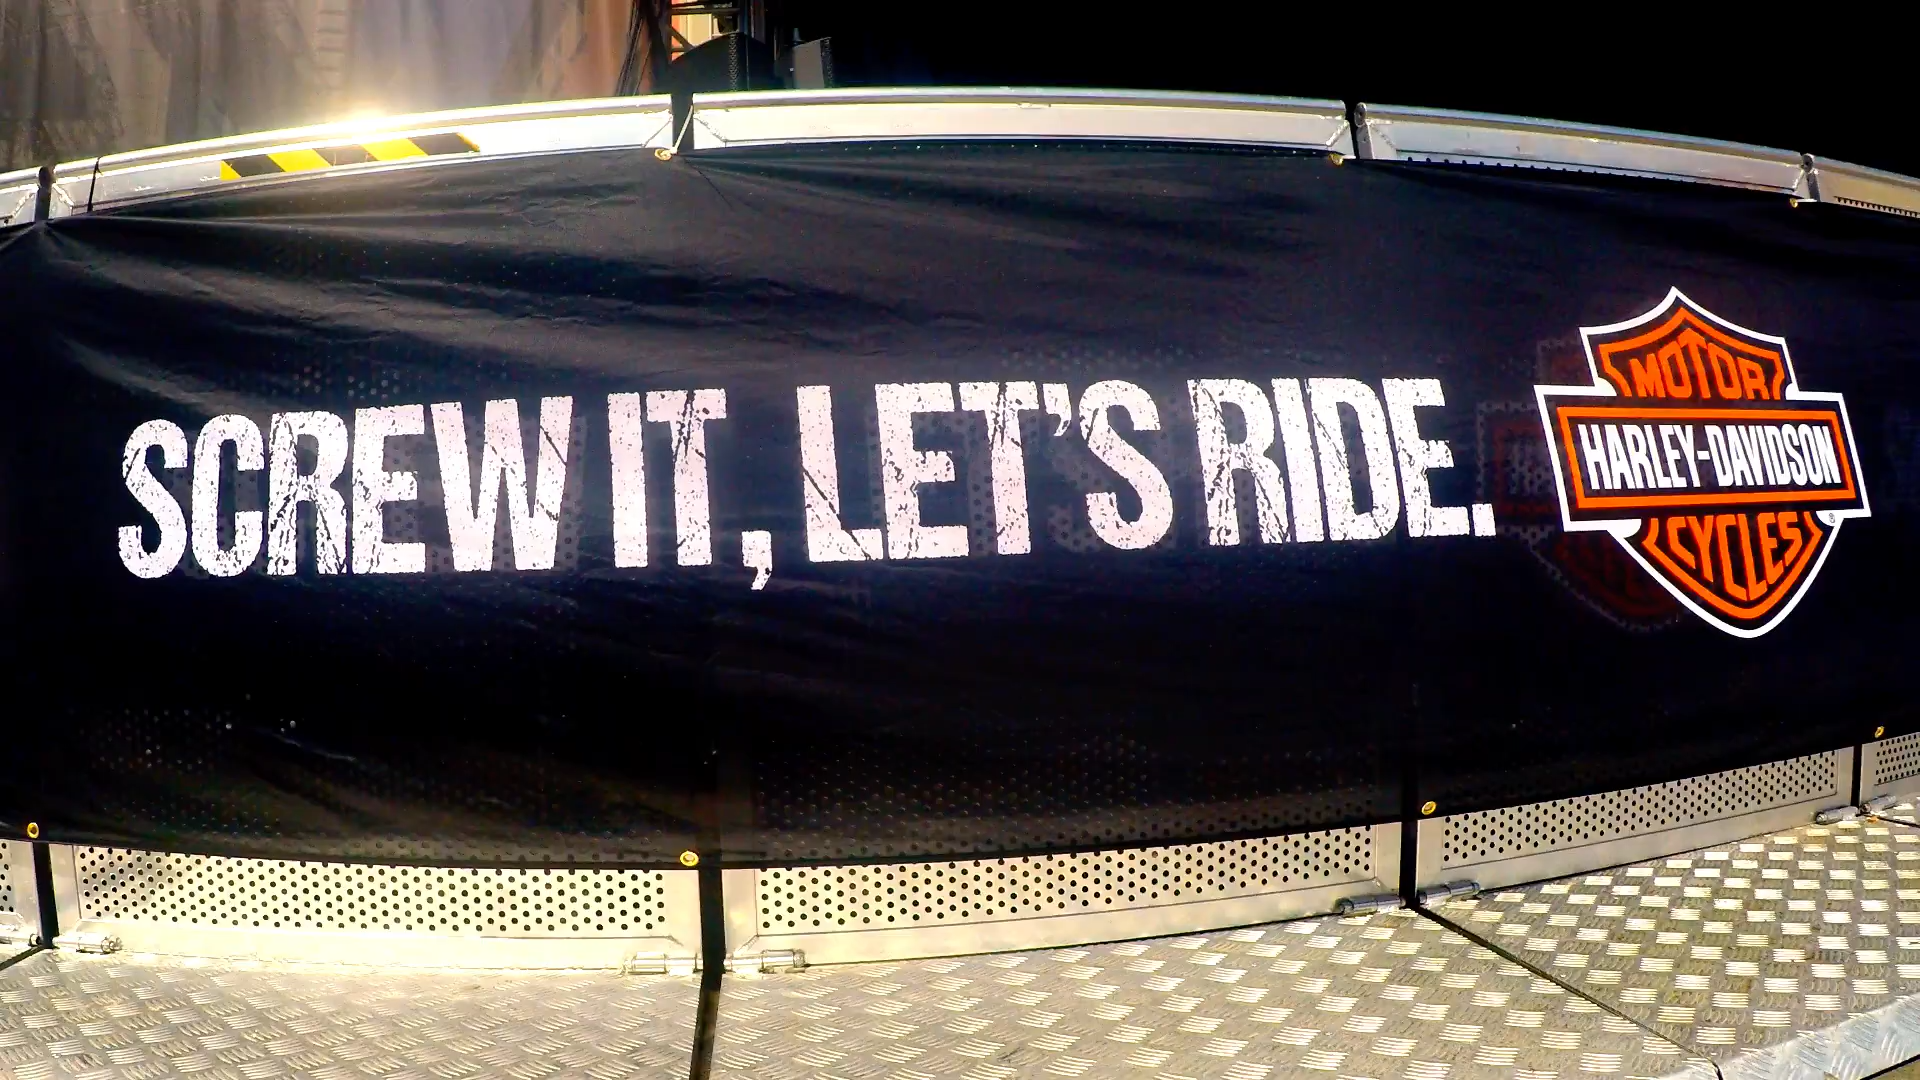 SCREW IT, LET'S RIDE.
MOTOR
HARLEY-DAVIDSON
CYCLES
®